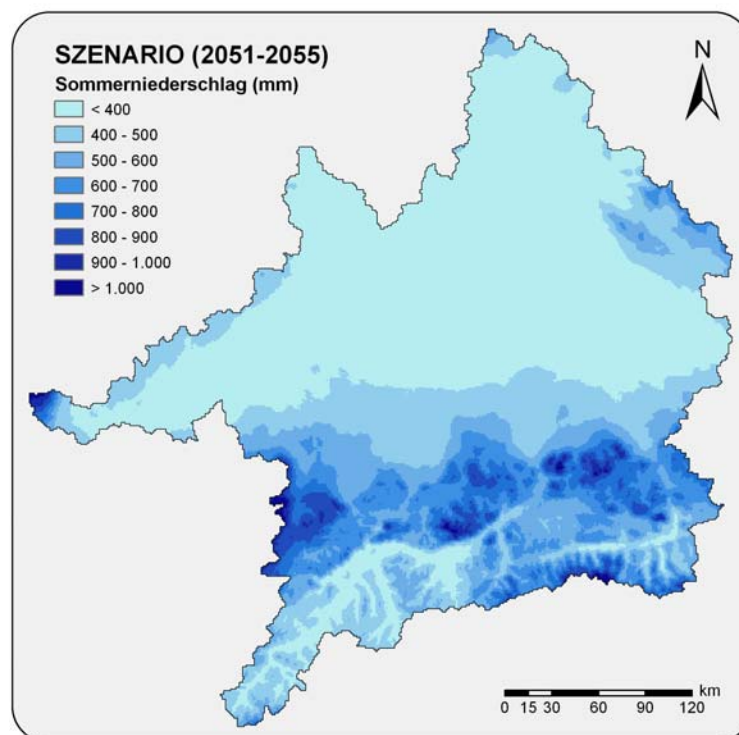 SZENARIO (2051-2055)
Sommerniederschlag (mm)
< 400
400 - 500
500 - 600
600 - 700
700 - 800
800 - 900
900 - 1.000
> 1.000
N
km
0 15 30 60 90 120